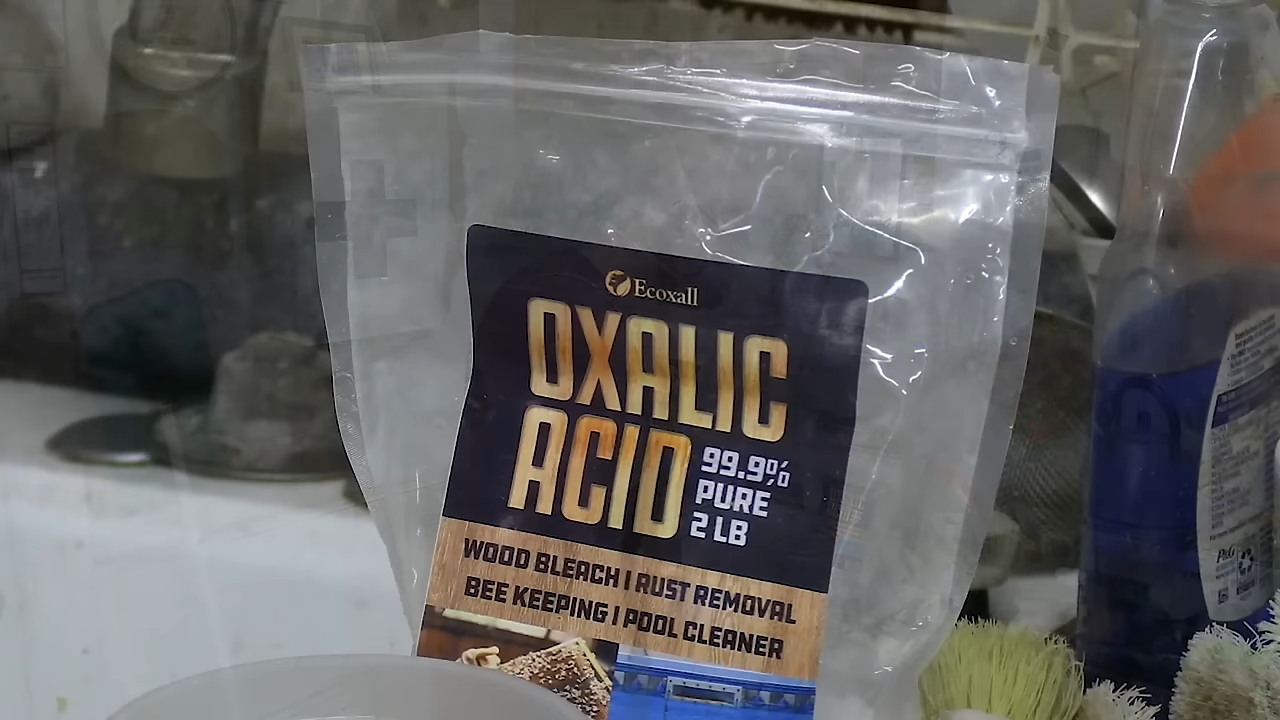 Ecoxall
OXALIC
ACID
99.9%
PURE
2 LB
WOOD BLEACH | RUST REMOVAL
BEE KEEPING | POOL CLEANER
P&G